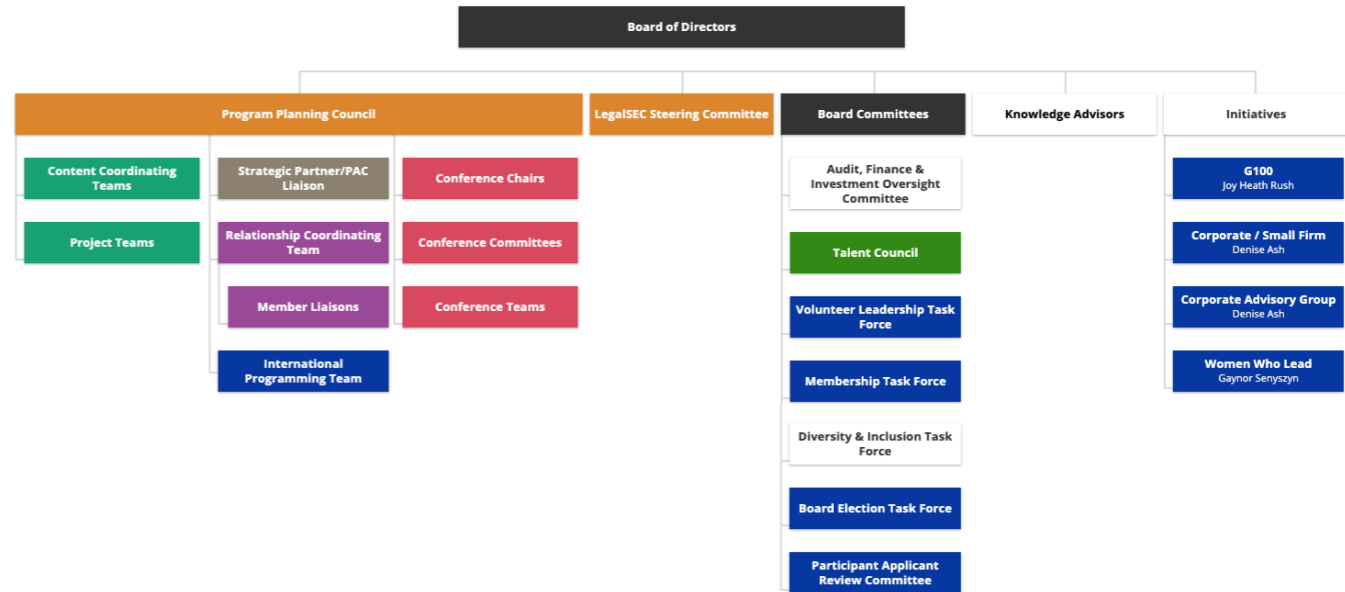 Board of Directors
Program Planning Council
LegalSEC Steering Committee
Board Committees
Knowledge Advisors
Initiatives
Content Coordinating
Teams
Project Teams
Strategic Partner/PAC
Liaison
Relationship Coordinating
Team
Member Liaisons
International
Programming Team
Conference Chairs
Conference Committees
Conference Teams
Audit, Finance &
Investment Oversight
Committee
Talent Council
Volunteer Leadership Task
Force
Membership Task Force
Diversity & Inclusion Task
Force
Board Election Task Force
Participant Applicant
Review Committee
G100
Joy Heath Rush
Corporate / Small Firm
Denise Ash
Corporate Advisory Group
Denise Ash
Women Who Lead
Gaynor Senyszyn